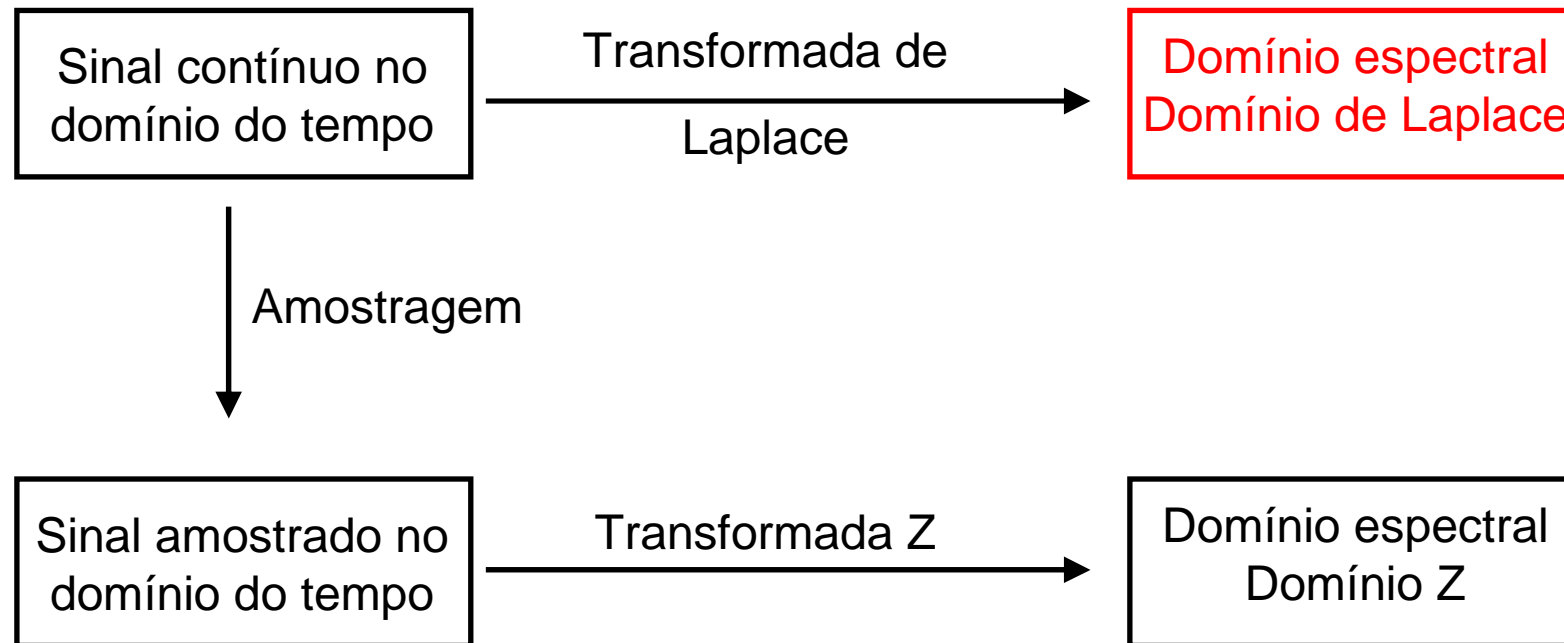 Sinal contínuo no
domínio do tempo
Transformada de
Laplace
Domínio espectral
Domínio de Laplace
Amostragem
Sinal amostrado no
domínio do tempo
Transformada Z
Domínio espectral
Domínio Z